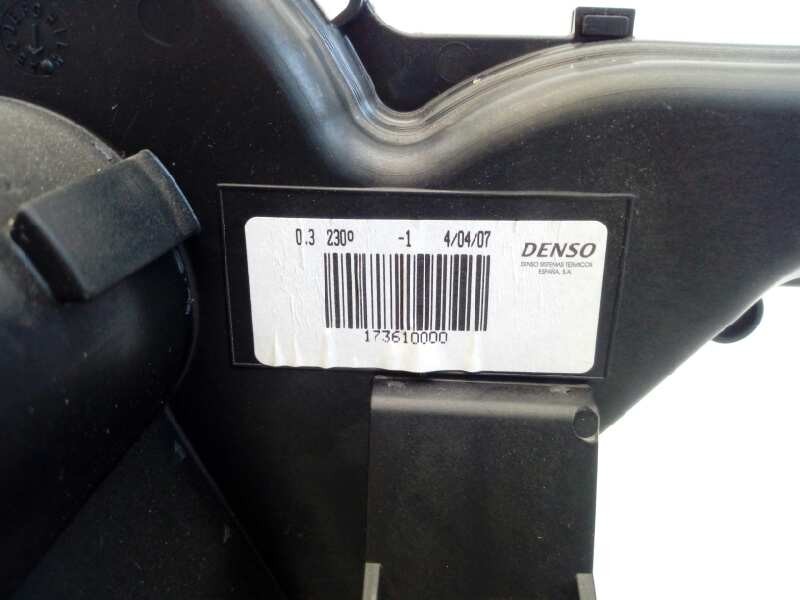 0.3 230º -1 4/04/07
DENSO
DENSO SISTEMAS TERMICOS
ESPAÑA, S.A.
173610000